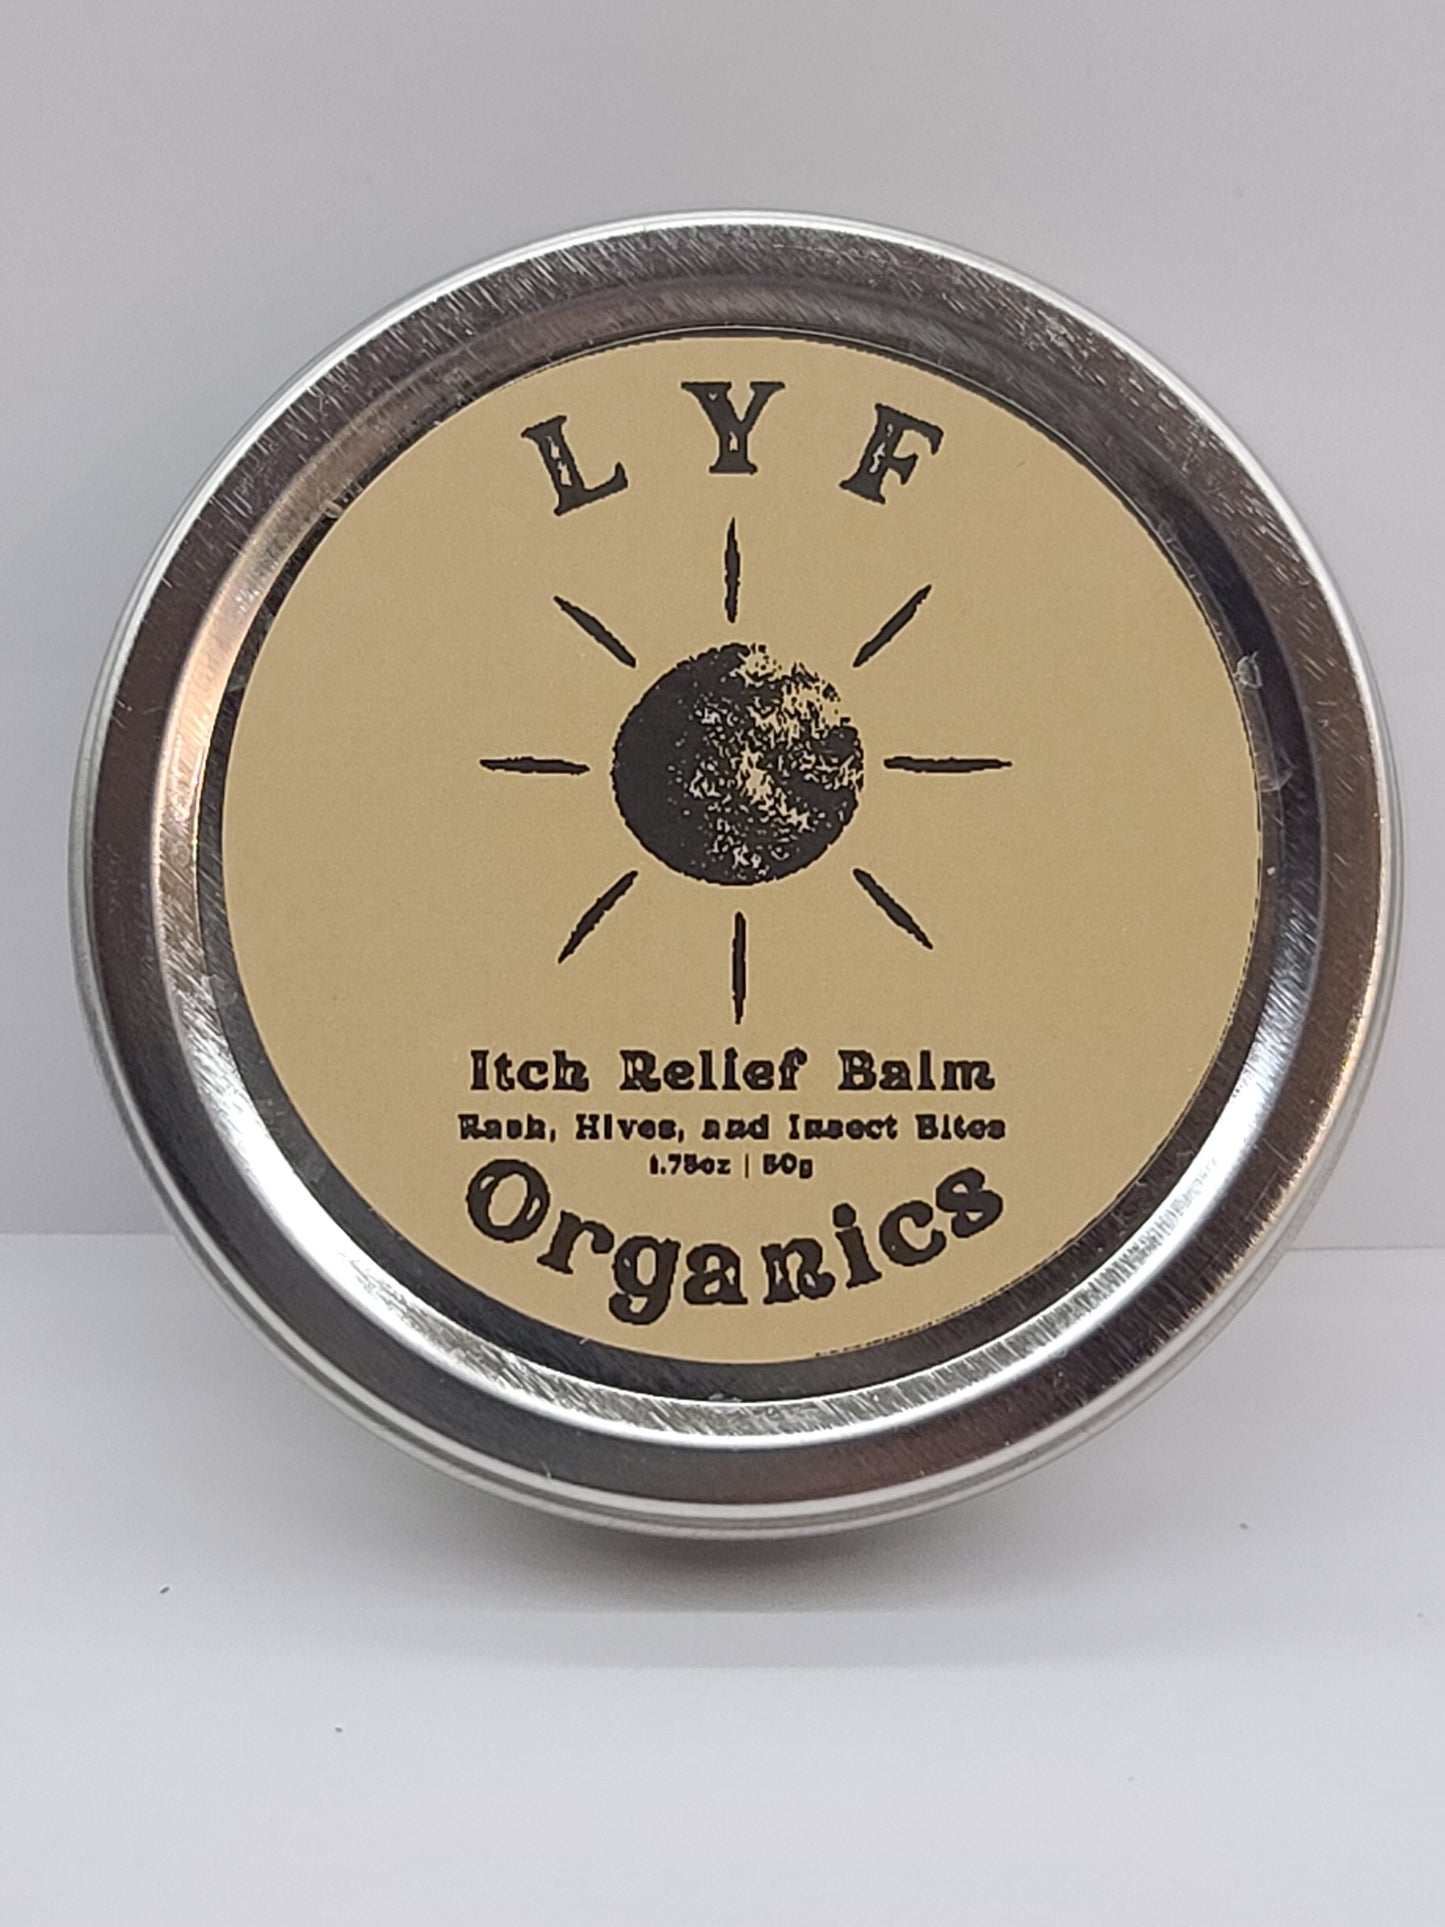 LYF
Itch Relief Balm
Rash, Hives, and Insect Bites
1.75oz | 50g
Organics